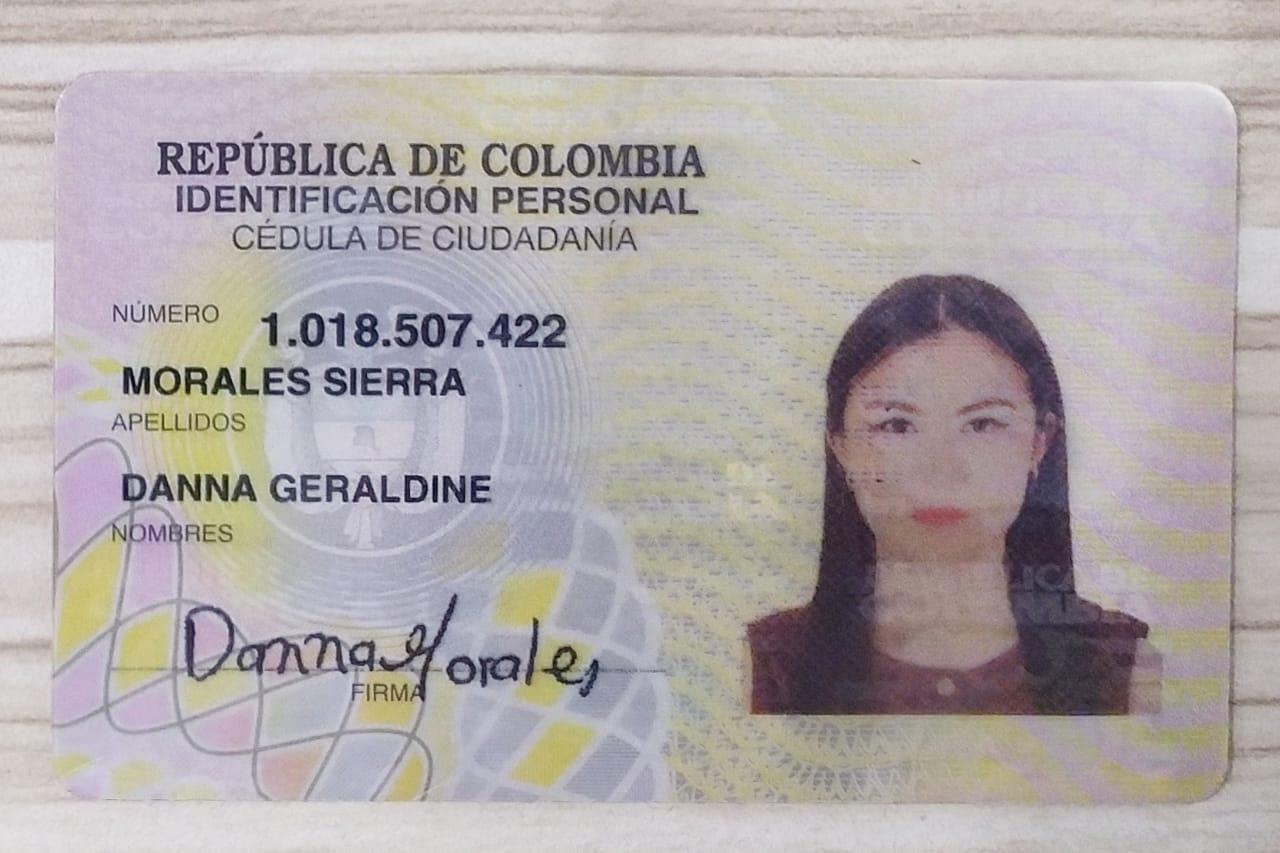 REPÚBLICA DE COLOMBIA
IDENTIFICACIÓN PERSONAL
CÉDULA DE CIUDADANÍA
NÚMERO 1.018.507.422
MORALES SIERRA
APELLIDOS
DANNA GERALDINE
NOMBRES
Danna Morales
FIRMA